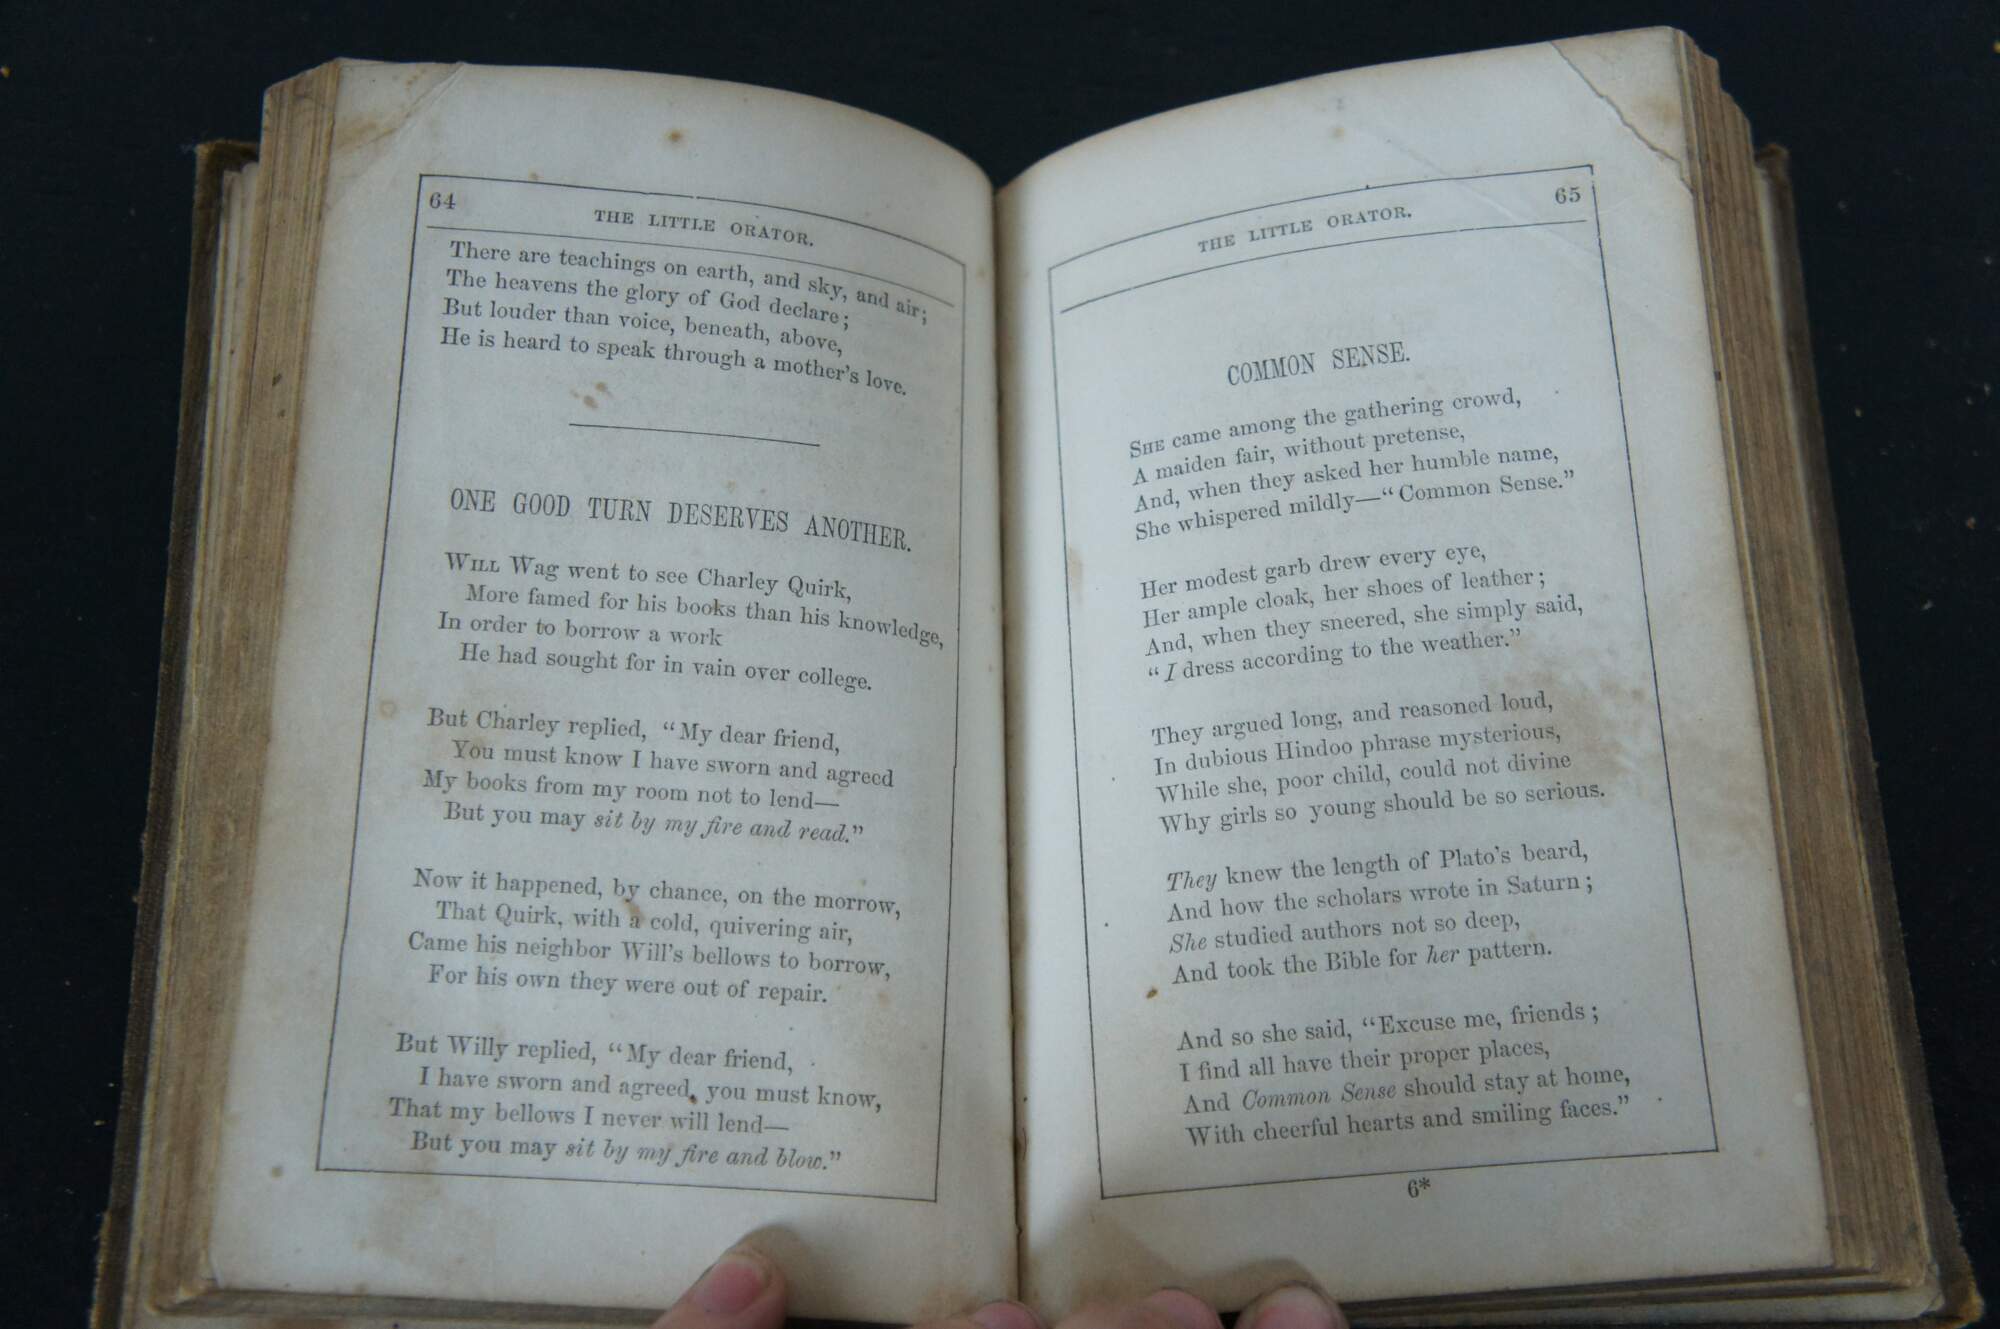 64
THE LITTLE ORATOR.
There are teachings on earth, and sky, and air;
The heavens the glory of God declare;
But louder than voice, beneath, above,
He is heard to speak through a mother's love.
ONE GOOD TURN DESERVES ANOTHER.
WILL Wag went to see Charley Quirk,
More famed for his books than his knowledge,
In order to borrow a work
He had sought for in vain over college.
But Charley replied, “My dear friend,
You must know I have sworn and agreed
My books from my room not to lend—
But you may sit by my fire and read.”
Now it happened, by chance, on the morrow,
That Quirk, with a cold, quivering air,
Came his neighbor Will's bellows to borrow,
For his own they were out of repair.
But Willy replied, “My dear friend,
I have sworn and agreed, you must know,
That my bellows I never will lend—
But you may sit by my fire and blow.”
THE LITTLE ORATOR.
65
COMMON SENSE.
SHE came among the gathering crowd,
A maiden fair, without pretense,
And, when they asked her humble name,
She whispered mildly—“Common Sense.”
Her modest garb drew every eye,
Her ample cloak, her shoes of leather;
And, when they sneered, she simply said,
“I dress according to the weather.”
They argued long, and reasoned loud,
In dubious Hindoo phrase mysterious,
While she, poor child, could not divine
Why girls so young should be so serious.
They knew the length of Plato's beard,
And how the scholars wrote in Saturn;
She studied authors not so deep,
And took the Bible for her pattern.
And so she said, “Excuse me, friends;
I find all have their proper places,
And Common Sense should stay at home,
With cheerful hearts and smiling faces.”
6*